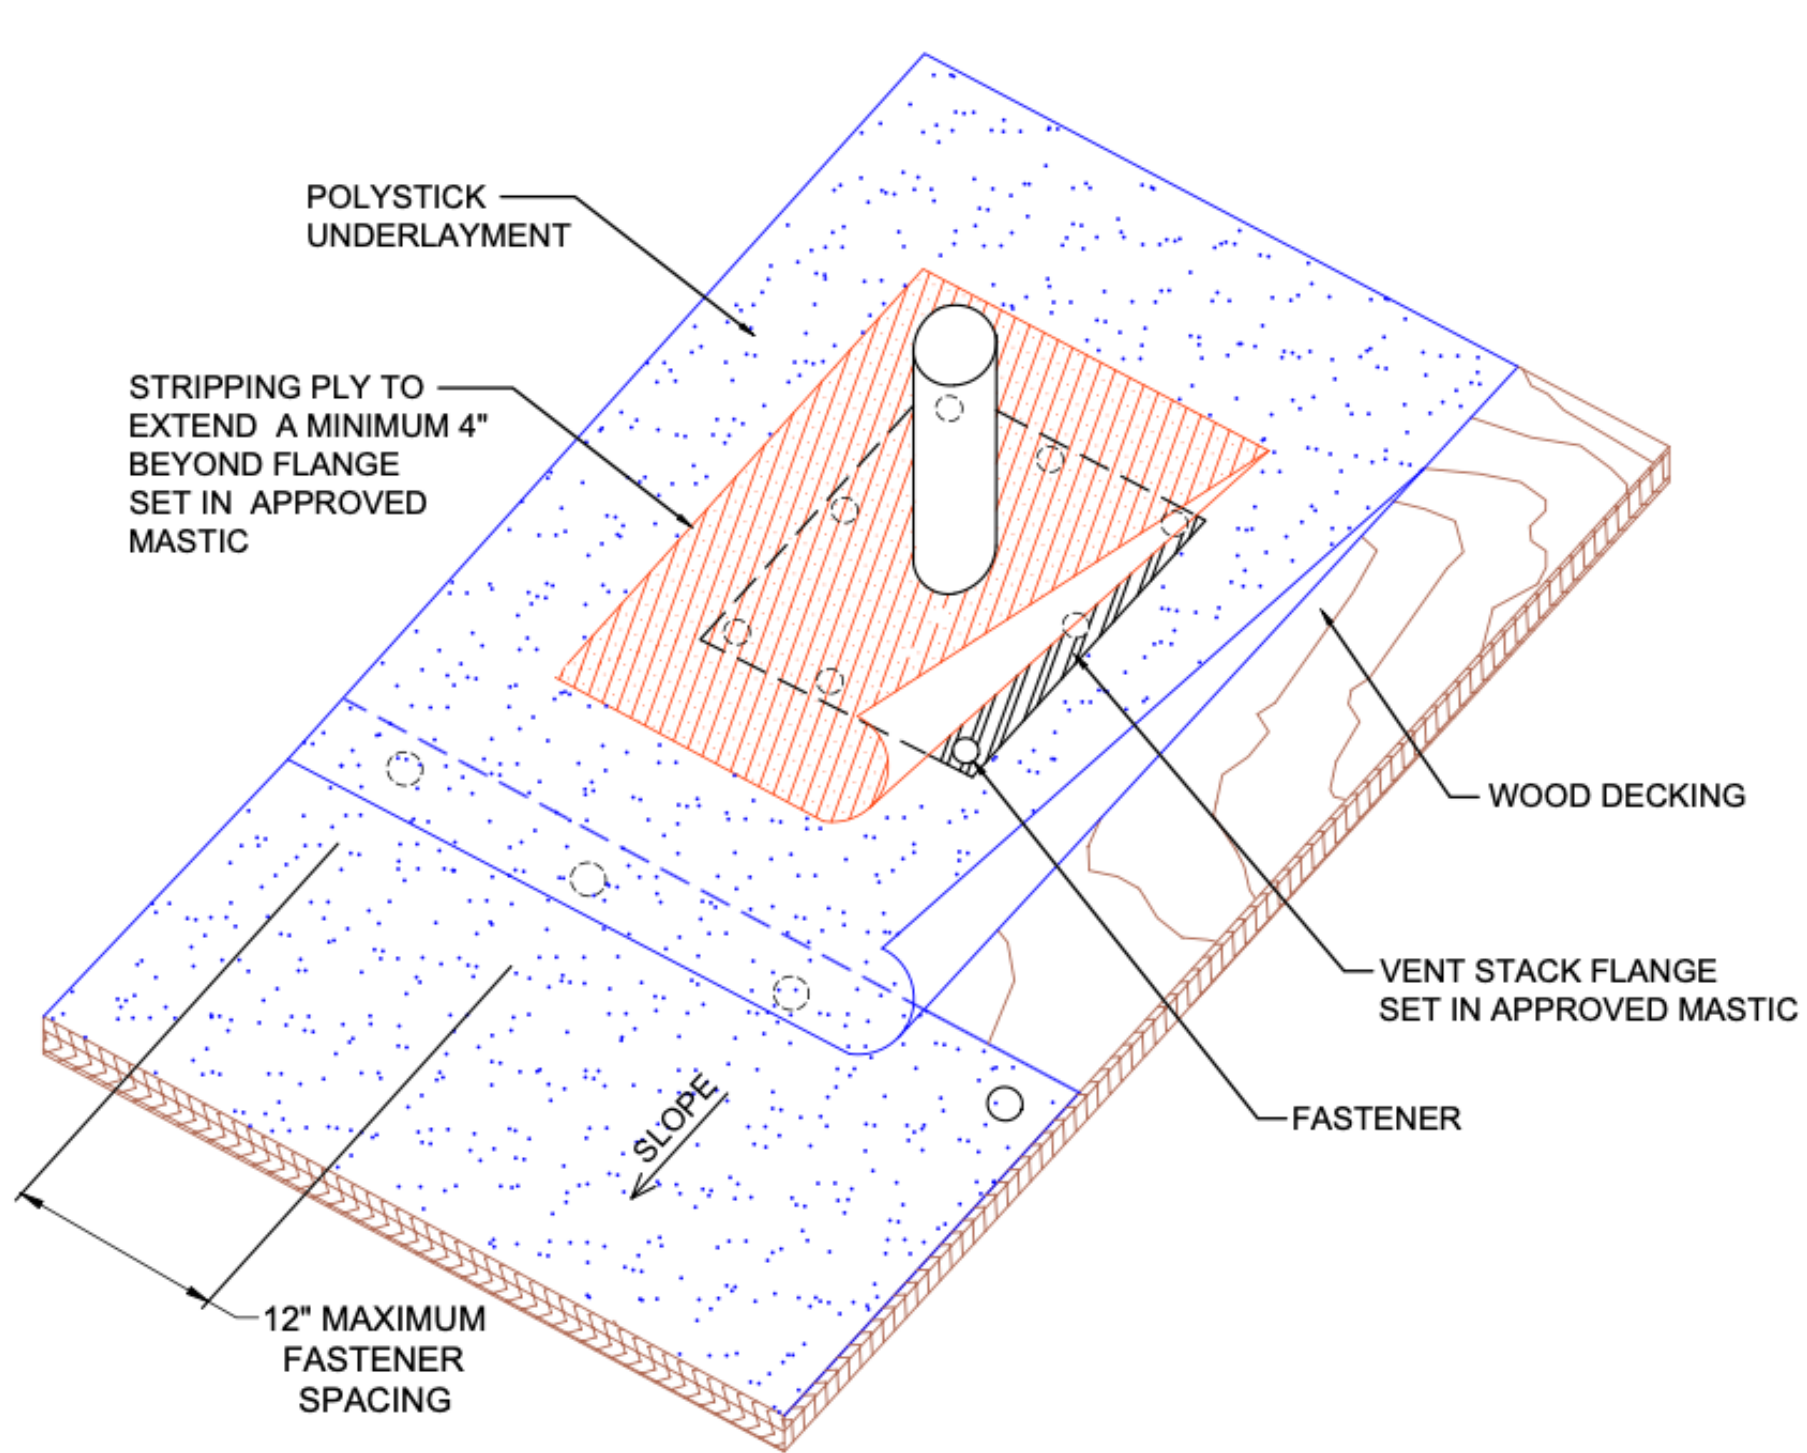 POLYSTICK
UNDERLAYMENT
STRIPPING PLY TO
EXTEND A MINIMUM 4"
BEYOND FLANGE
SET IN APPROVED
MASTIC
WOOD DECKING
VENT STACK FLANGE
SET IN APPROVED MASTIC
FASTENER
SLOPE
12" MAXIMUM
FASTENER
SPACING